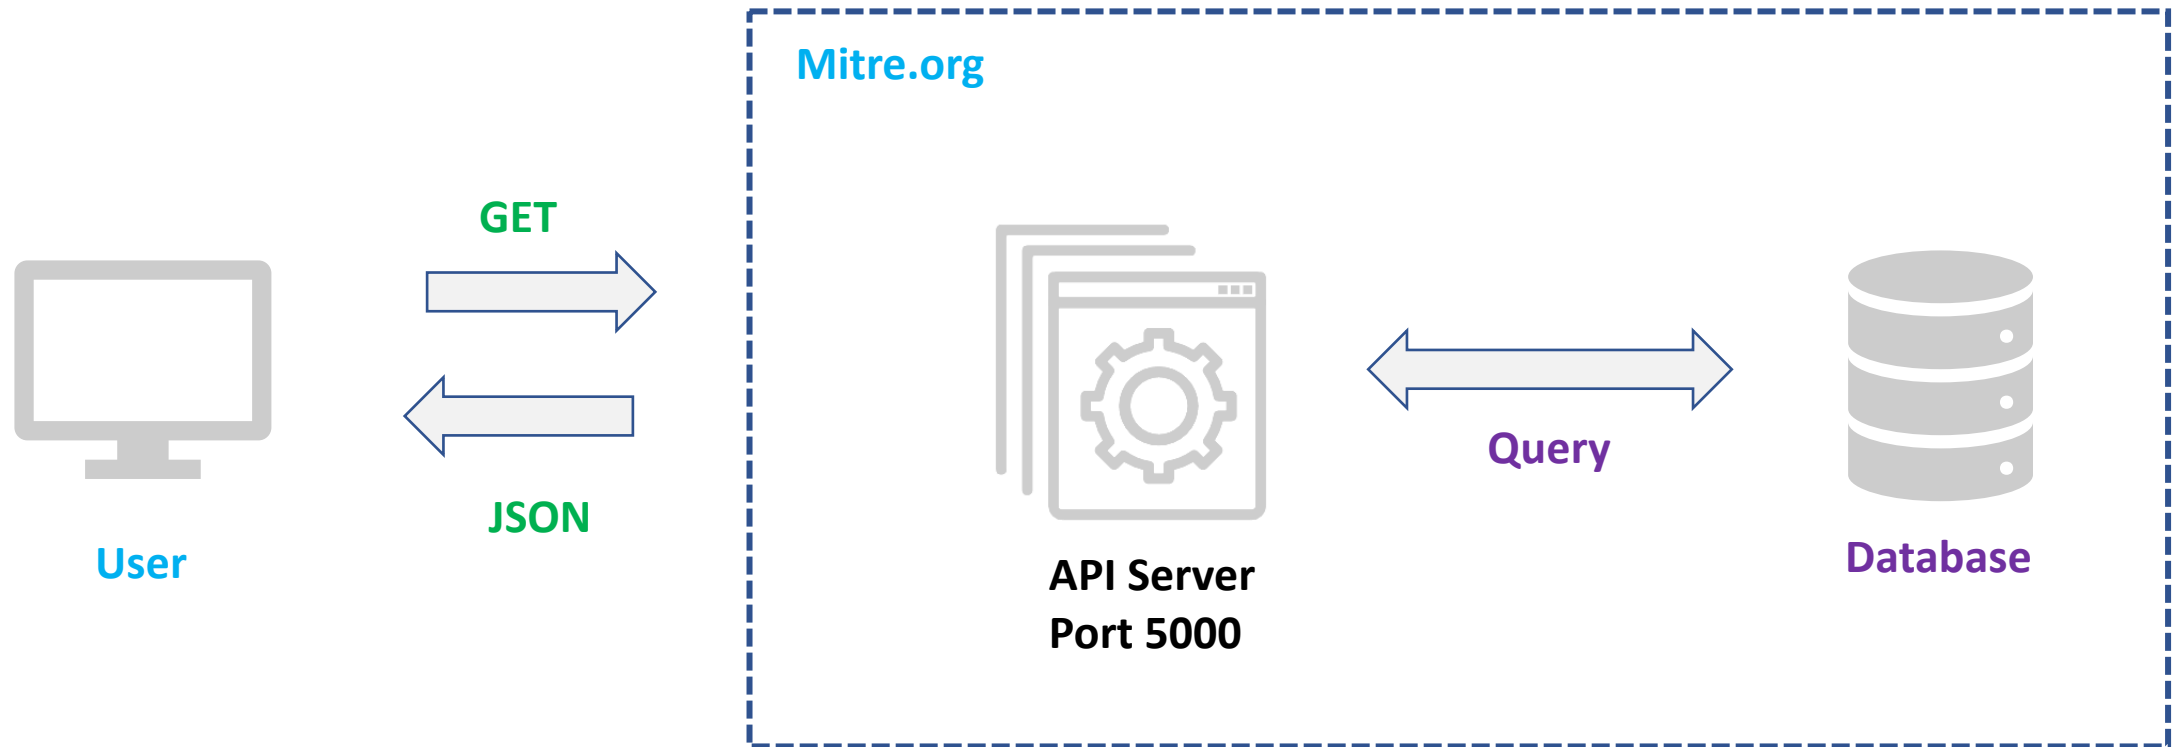 Mitre.org
GET
JSON
User
API Server
Port 5000
Query
Database